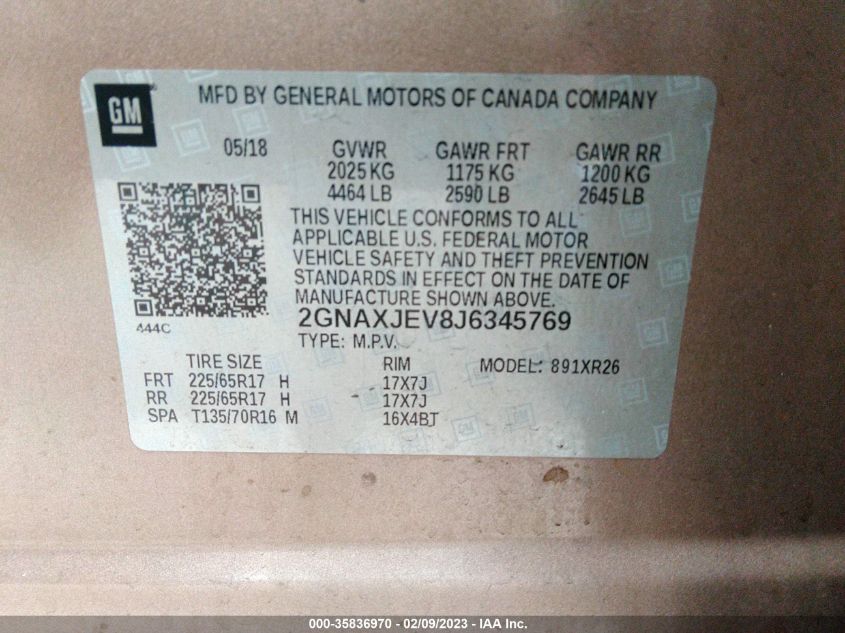 GM
MFD BY GENERAL MOTORS OF CANADA COMPANY
05/18 GVWR GAWR FRT GAWR RR
2025 KG 1175 KG 1200 KG
4464 LB 2590 LB 2645 LB
THIS VEHICLE CONFORMS TO ALL
APPLICABLE U.S. FEDERAL MOTOR
VEHICLE SAFETY AND THEFT PREVENTION
STANDARDS IN EFFECT ON THE DATE OF
MANUFACTURE SHOWN ABOVE.
444C 2GNAXJEV8J6345769
TYPE: M.P.V.
TIRE SIZE RIM MODEL: 891XR26
FRT 225/65R17 H 17X7J
RR 225/65R17 H 17X7J
SPA T135/70R16 M 16X4BT
000-35836970 - 02/09/2023 - IAA Inc.